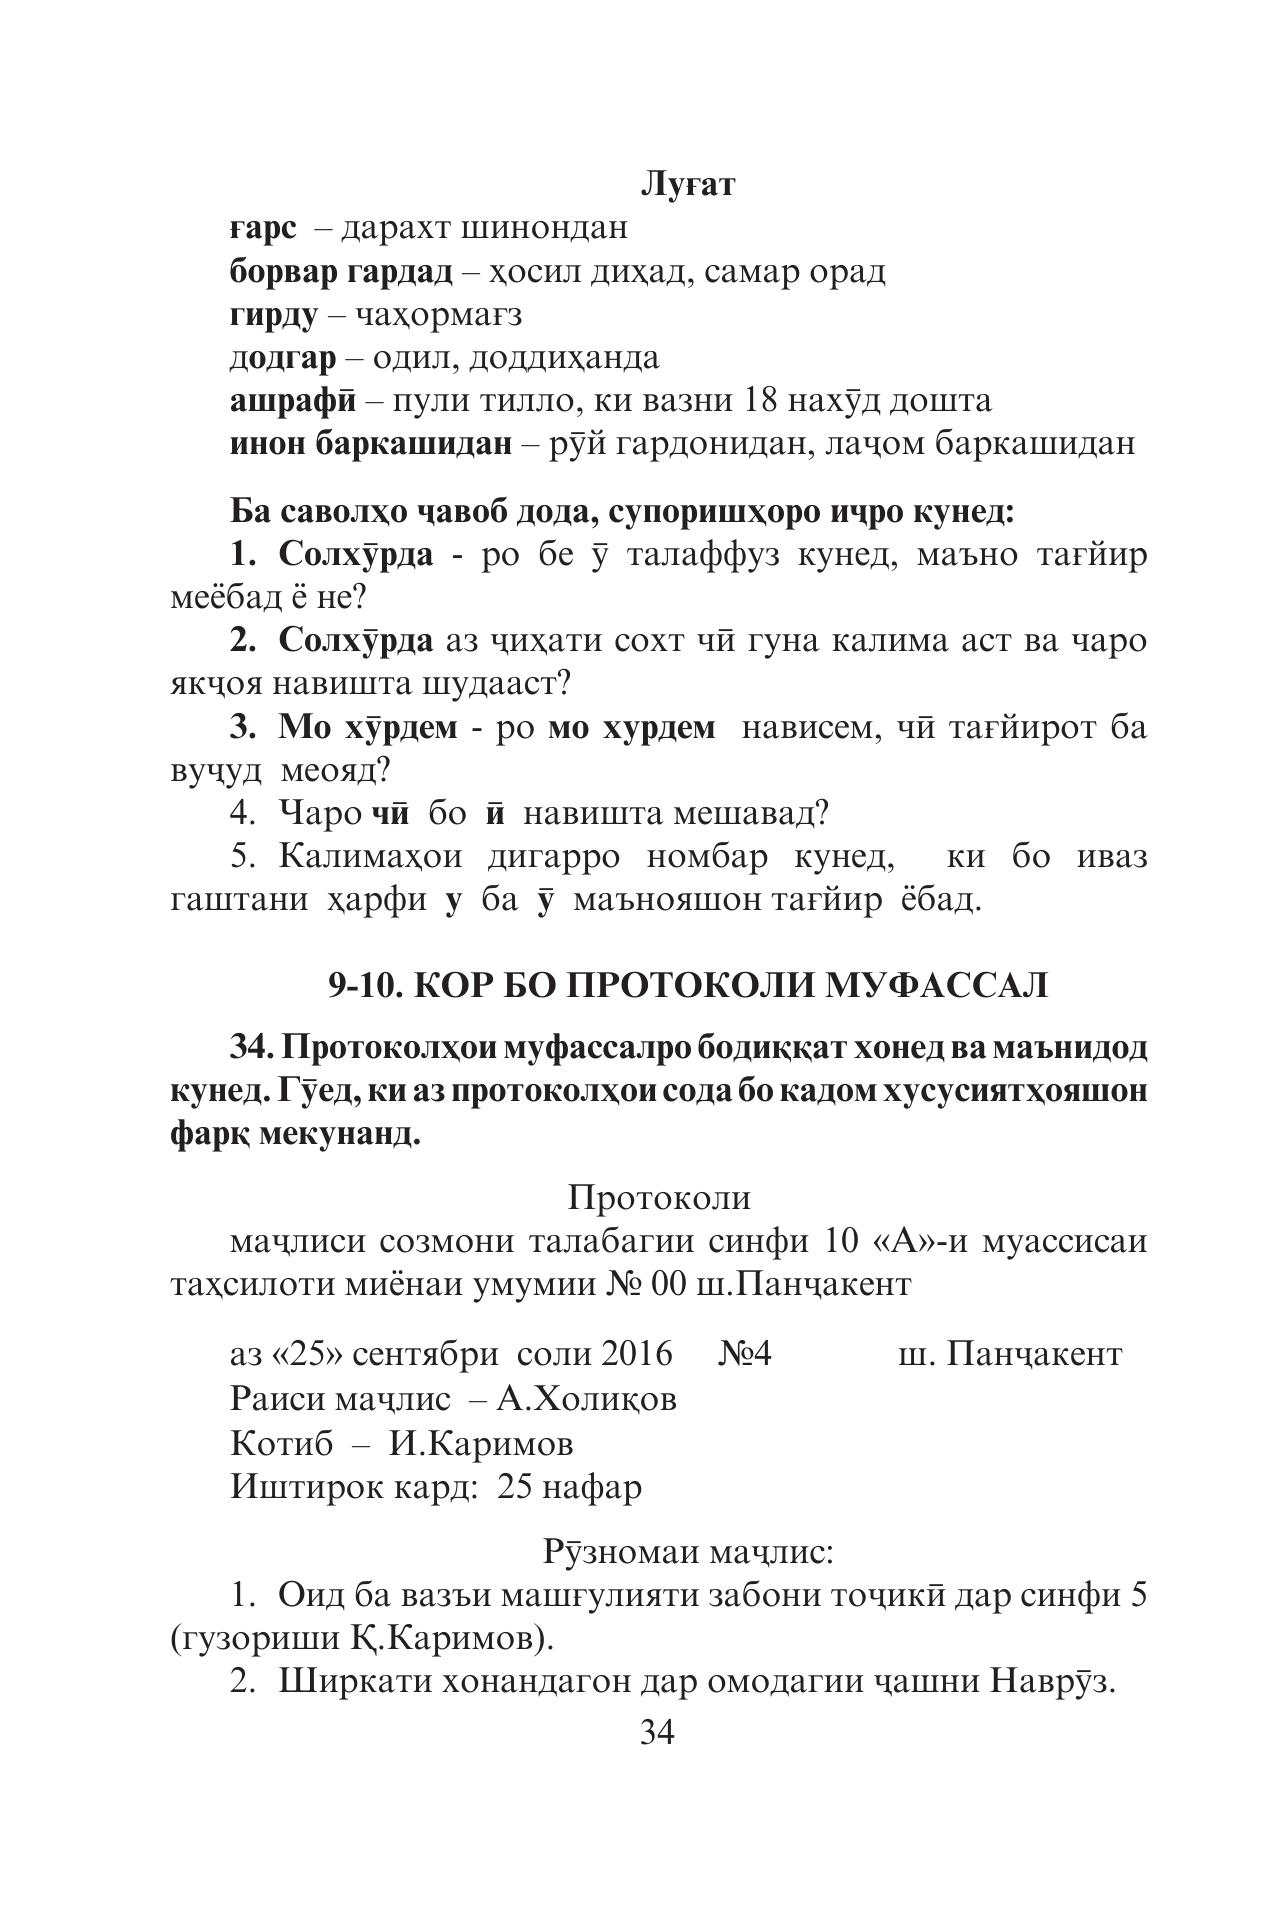 Луғат
ғарс – дарахт шинондан
борвар гардад – ҳосил диҳад, самар орад
гирду – чаҳормағз
додгар – одил, доддиҳанда
ашрафӣ – пули тилло, ки вазни 18 нахӯд дошта
инон баркашидан – рӯй гардонидан, лаҷом баркашидан
Ба саволҳо ҷавоб дода, супоришҳоро иҷро кунед:
1. Солхӯрда - ро бе ӯ талаффуз кунед, маъно тағйир
меёбад ё не?
2. Солхӯрда аз ҷиҳати сохт чӣ гуна калима аст ва чаро
якҷоя навишта шудааст?
3. Мо хӯрдем - ро мо хурдем нависем, чӣ тағйирот ба
вуҷуд меояд?
4. Чаро чӣ бо ӣ навишта мешавад?
5. Калимаҳои дигарро номбар кунед, ки бо иваз
гаштани ҳарфи у ба ӯ маънояшон тағйир ёбад.
9-10. КОР БО ПРОТОКОЛИ МУФАССАЛ
34. Протоколҳои муфассалро бодиққат хонед ва маънидод
кунед. Гӯед, ки аз протоколҳои сода бо кадом хусусиятҳояшон
фарқ мекунанд.
Протоколи
маҷлиси созмони талабагии синфи 10 «А»-и муассисаи
таҳсилоти миёнаи умумии № 00 ш.Панҷакент
аз «25» сентябри соли 2016 №4 ш. Панҷакент
Раиси маҷлис – А.Холиқов
Котиб – И.Каримов
Иштирок кард: 25 нафар
Рӯзномаи маҷлис:
1. Оид ба вазъи машғулияти забони тоҷикӣ дар синфи 5
(гузориши Қ.Каримов).
2. Ширкати хонандагон дар омодагии ҷашни Наврӯз.
34